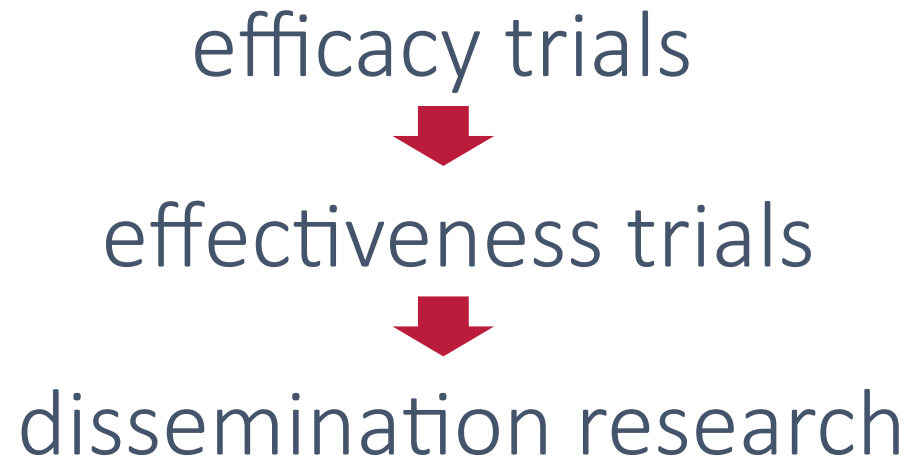 efficacy trials
effectiveness trials
dissemination research